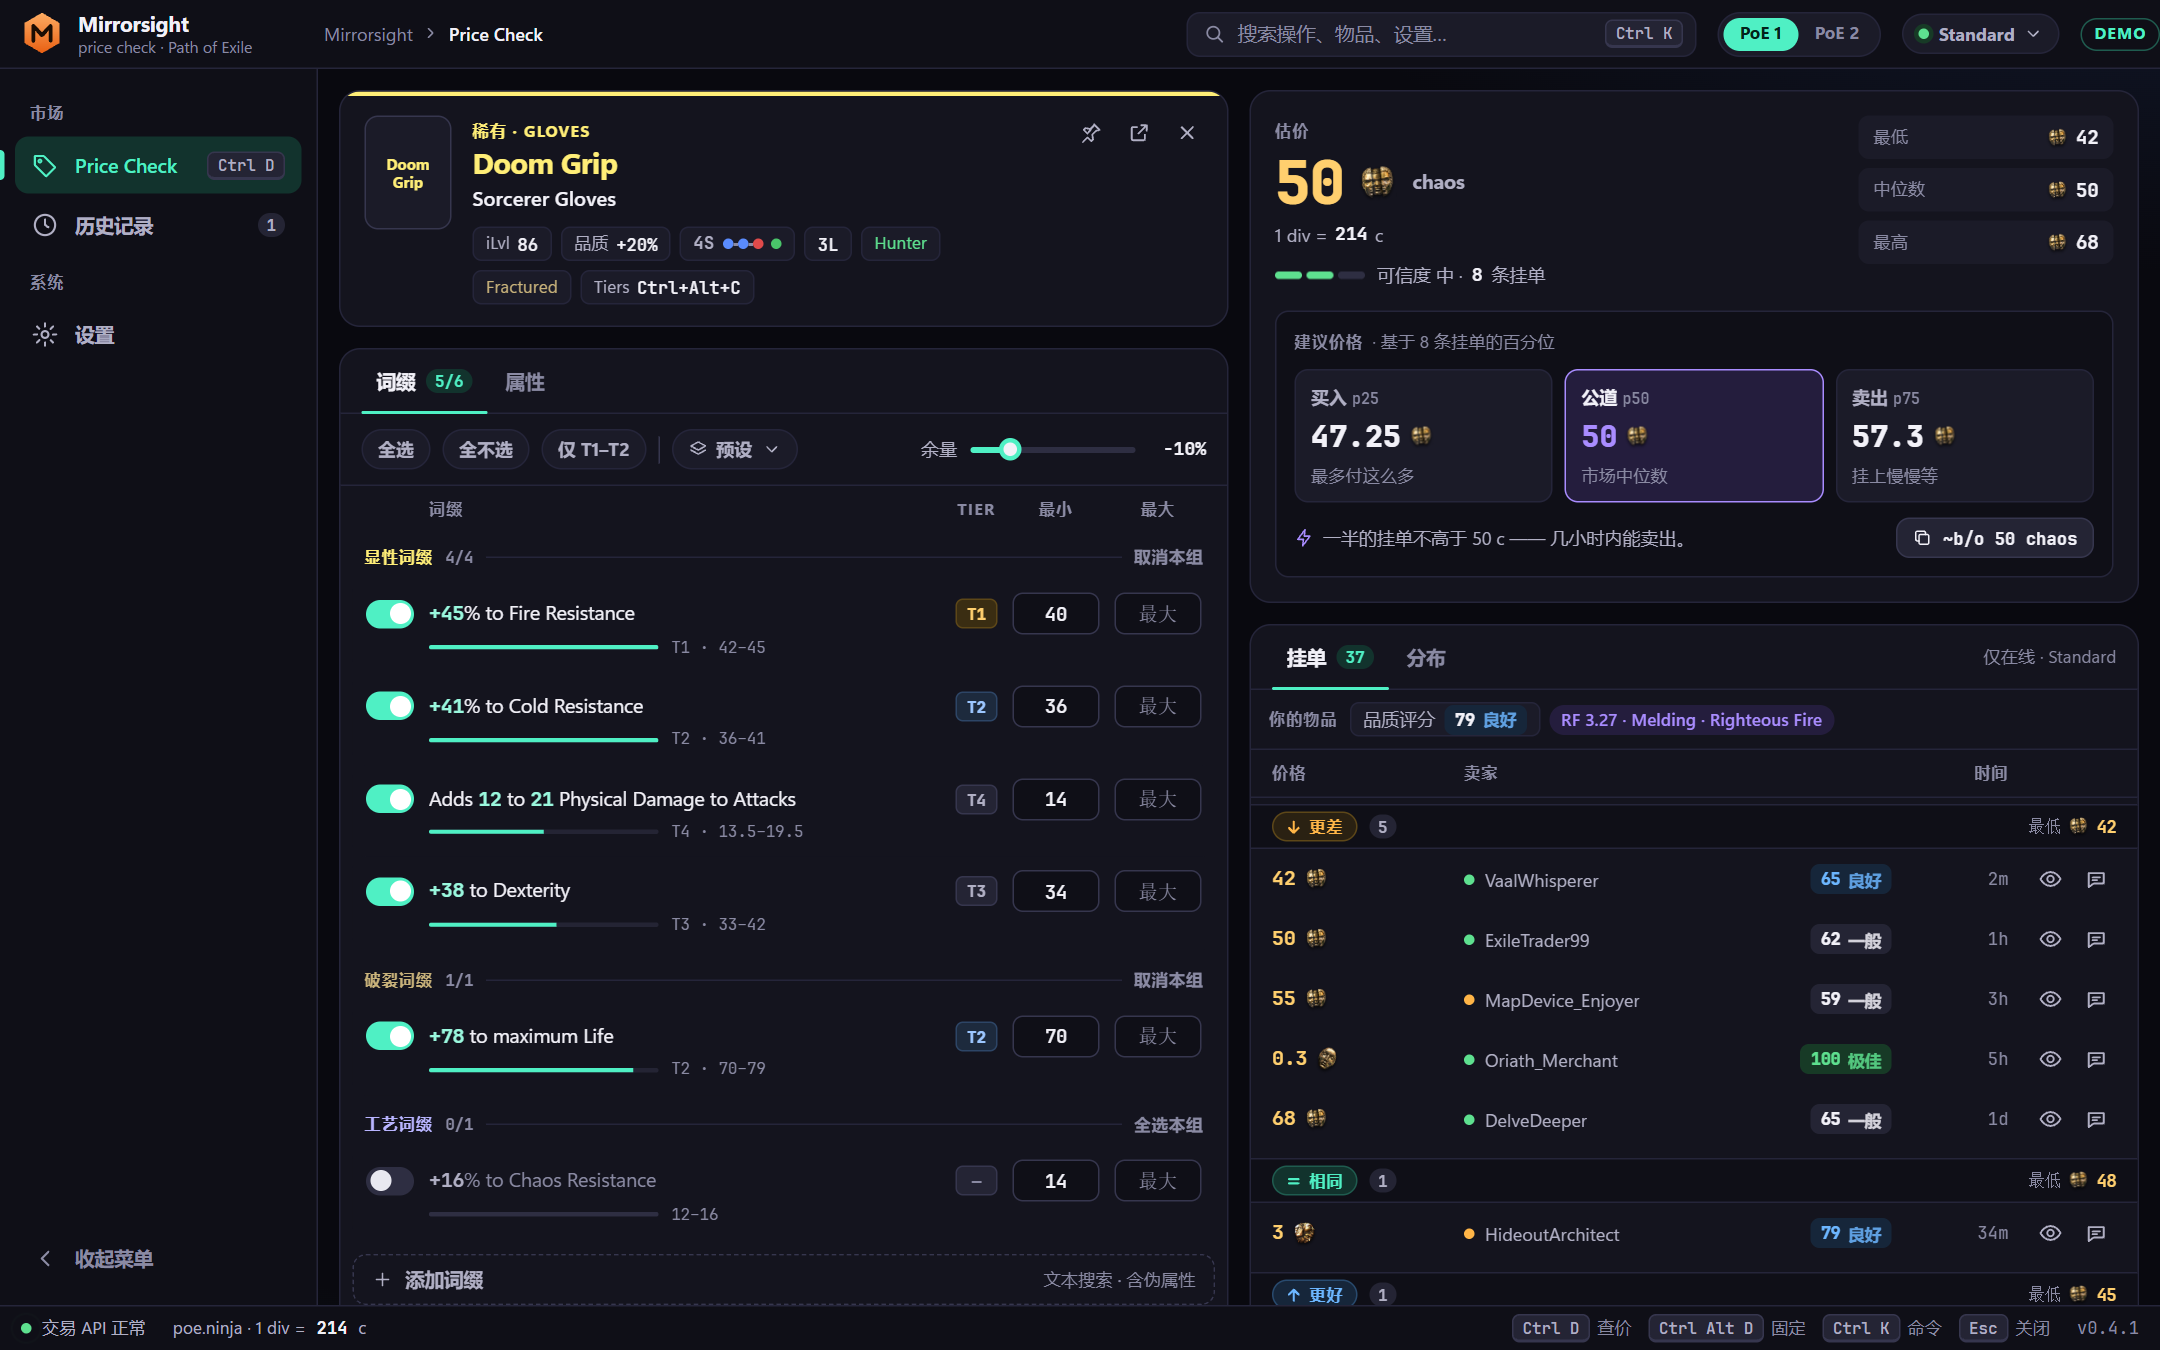 Mirrorsight
price check · Path of Exile
Mirrorsight > Price Check
搜索操作、物品、设置... Ctrl K
PoE 1 PoE 2
Standard
DEMO
市场
Price Check Ctrl D
历史记录 1
系统
设置
收起菜单
Doom Grip
稀有 · GLOVES
Doom Grip
Sorcerer Gloves
iLvl 86 品质 +20% 4S 3L Hunter
Fractured Tiers Ctrl+Alt+C
词缀 5/6 属性
全选 全不选 仅 T1–T2 预设 余量 -10%
词缀 TIER 最小 最大
显性词缀 4/4 取消本组
+45% to Fire Resistance T1 40 最大
T1 · 42–45
+41% to Cold Resistance T2 36 最大
T2 · 36–41
Adds 12 to 21 Physical Damage to Attacks T4 14 最大
T4 · 13.5–19.5
+38 to Dexterity T3 34 最大
T3 · 33–42
破裂词缀 1/1 取消本组
+78 to maximum Life T2 70 最大
T2 · 70–79
工艺词缀 0/1 全选本组
+16% to Chaos Resistance – 14 最大
12–16
+ 添加词缀 文本搜索 · 含伪属性
估价
50 chaos
1 div = 214 c
可信度 中 · 8 条挂单
最低 42
中位数 50
最高 68
建议价格 · 基于 8 条挂单的百分位
买入 p25
47.25
最多付这么多
公道 p50
50
市场中位数
卖出 p75
57.3
挂上慢慢等
一半的挂单不高于 50 c —— 几小时内能卖出。
~b/o 50 chaos
挂单 37 分布 仅在线 · Standard
你的物品 品质评分 79 良好 RF 3.27 · Melding · Righteous Fire
价格 卖家 时间
↓ 更差 5 最低 42
42 VaalWhisperer 65 良好 2m
50 ExileTrader99 62 一般 1h
55 MapDevice_Enjoyer 59 一般 3h
0.3 Oriath_Merchant 100 极佳 5h
68 DelveDeeper 65 一般 1d
= 相同 1 最低 48
3 HideoutArchitect 79 良好 34m
↑ 更好 1 最低 45
交易 API 正常 poe.ninja · 1 div = 214 c
Ctrl D 查价 Ctrl Alt D 固定 Ctrl K 命令 Esc 关闭 v0.4.1